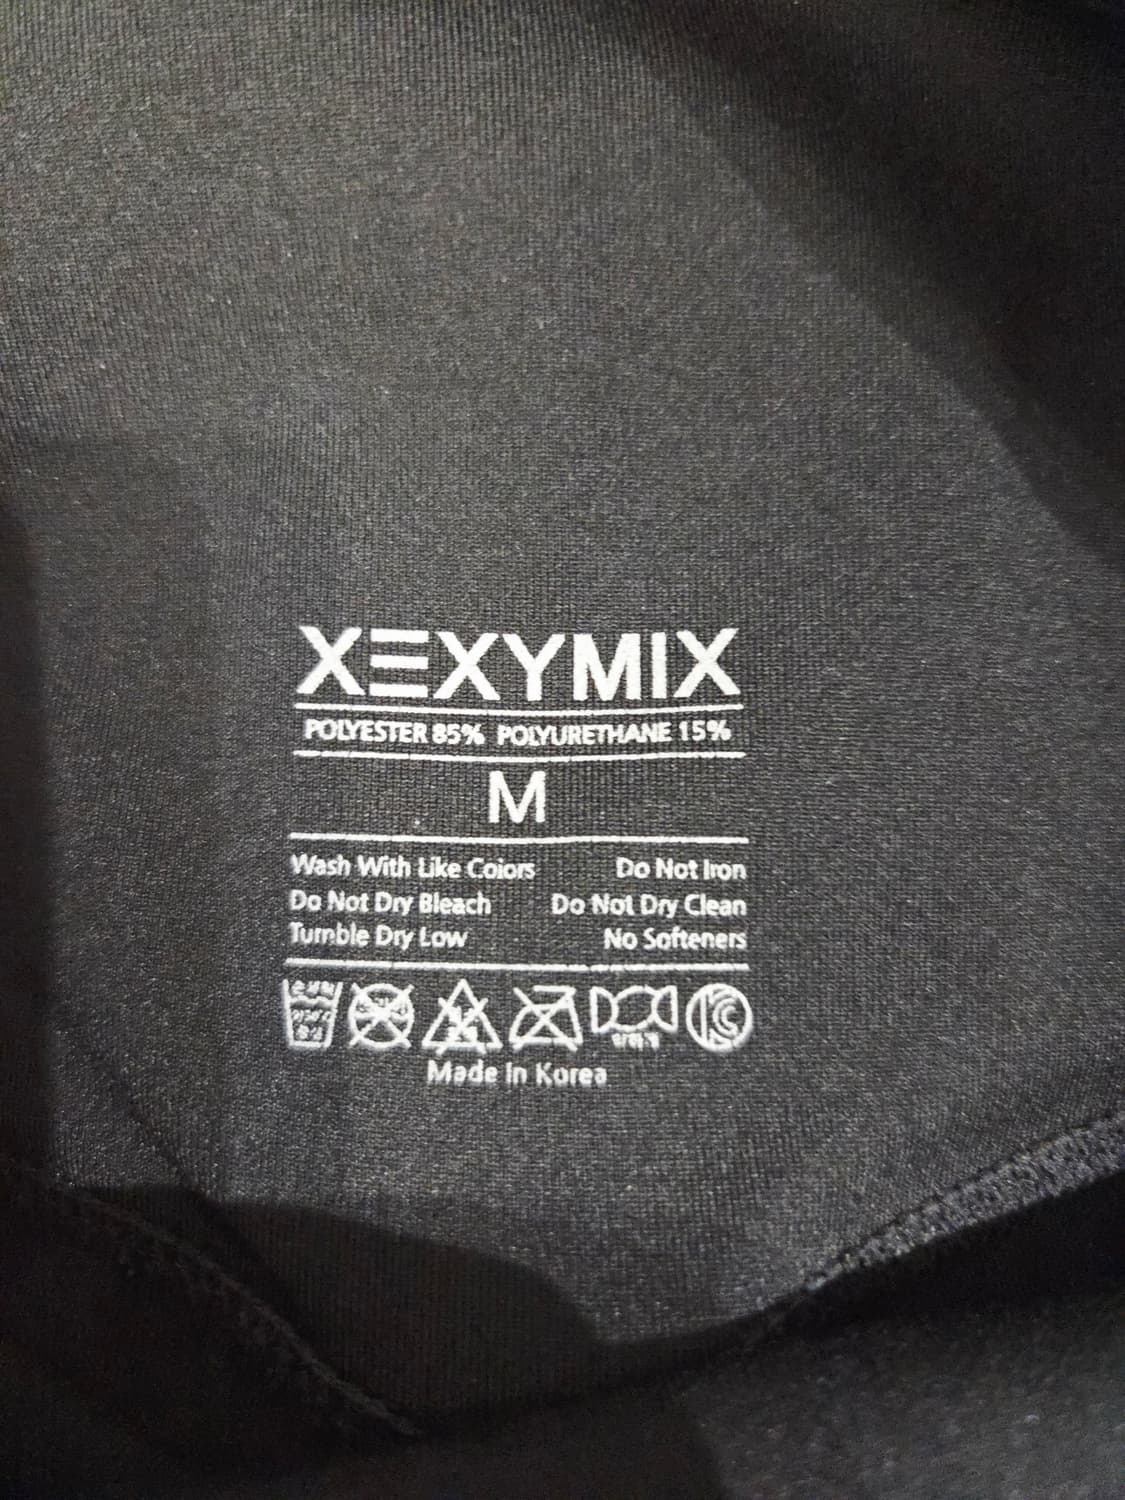 XEXYMIX
POLYESTER 85% POLYURETHANE 15%
M
Wash With Like Colors Do Not Iron
Do Not Dry Bleach Do Not Dry Clean
Tumble Dry Low No Softeners
Made In Korea